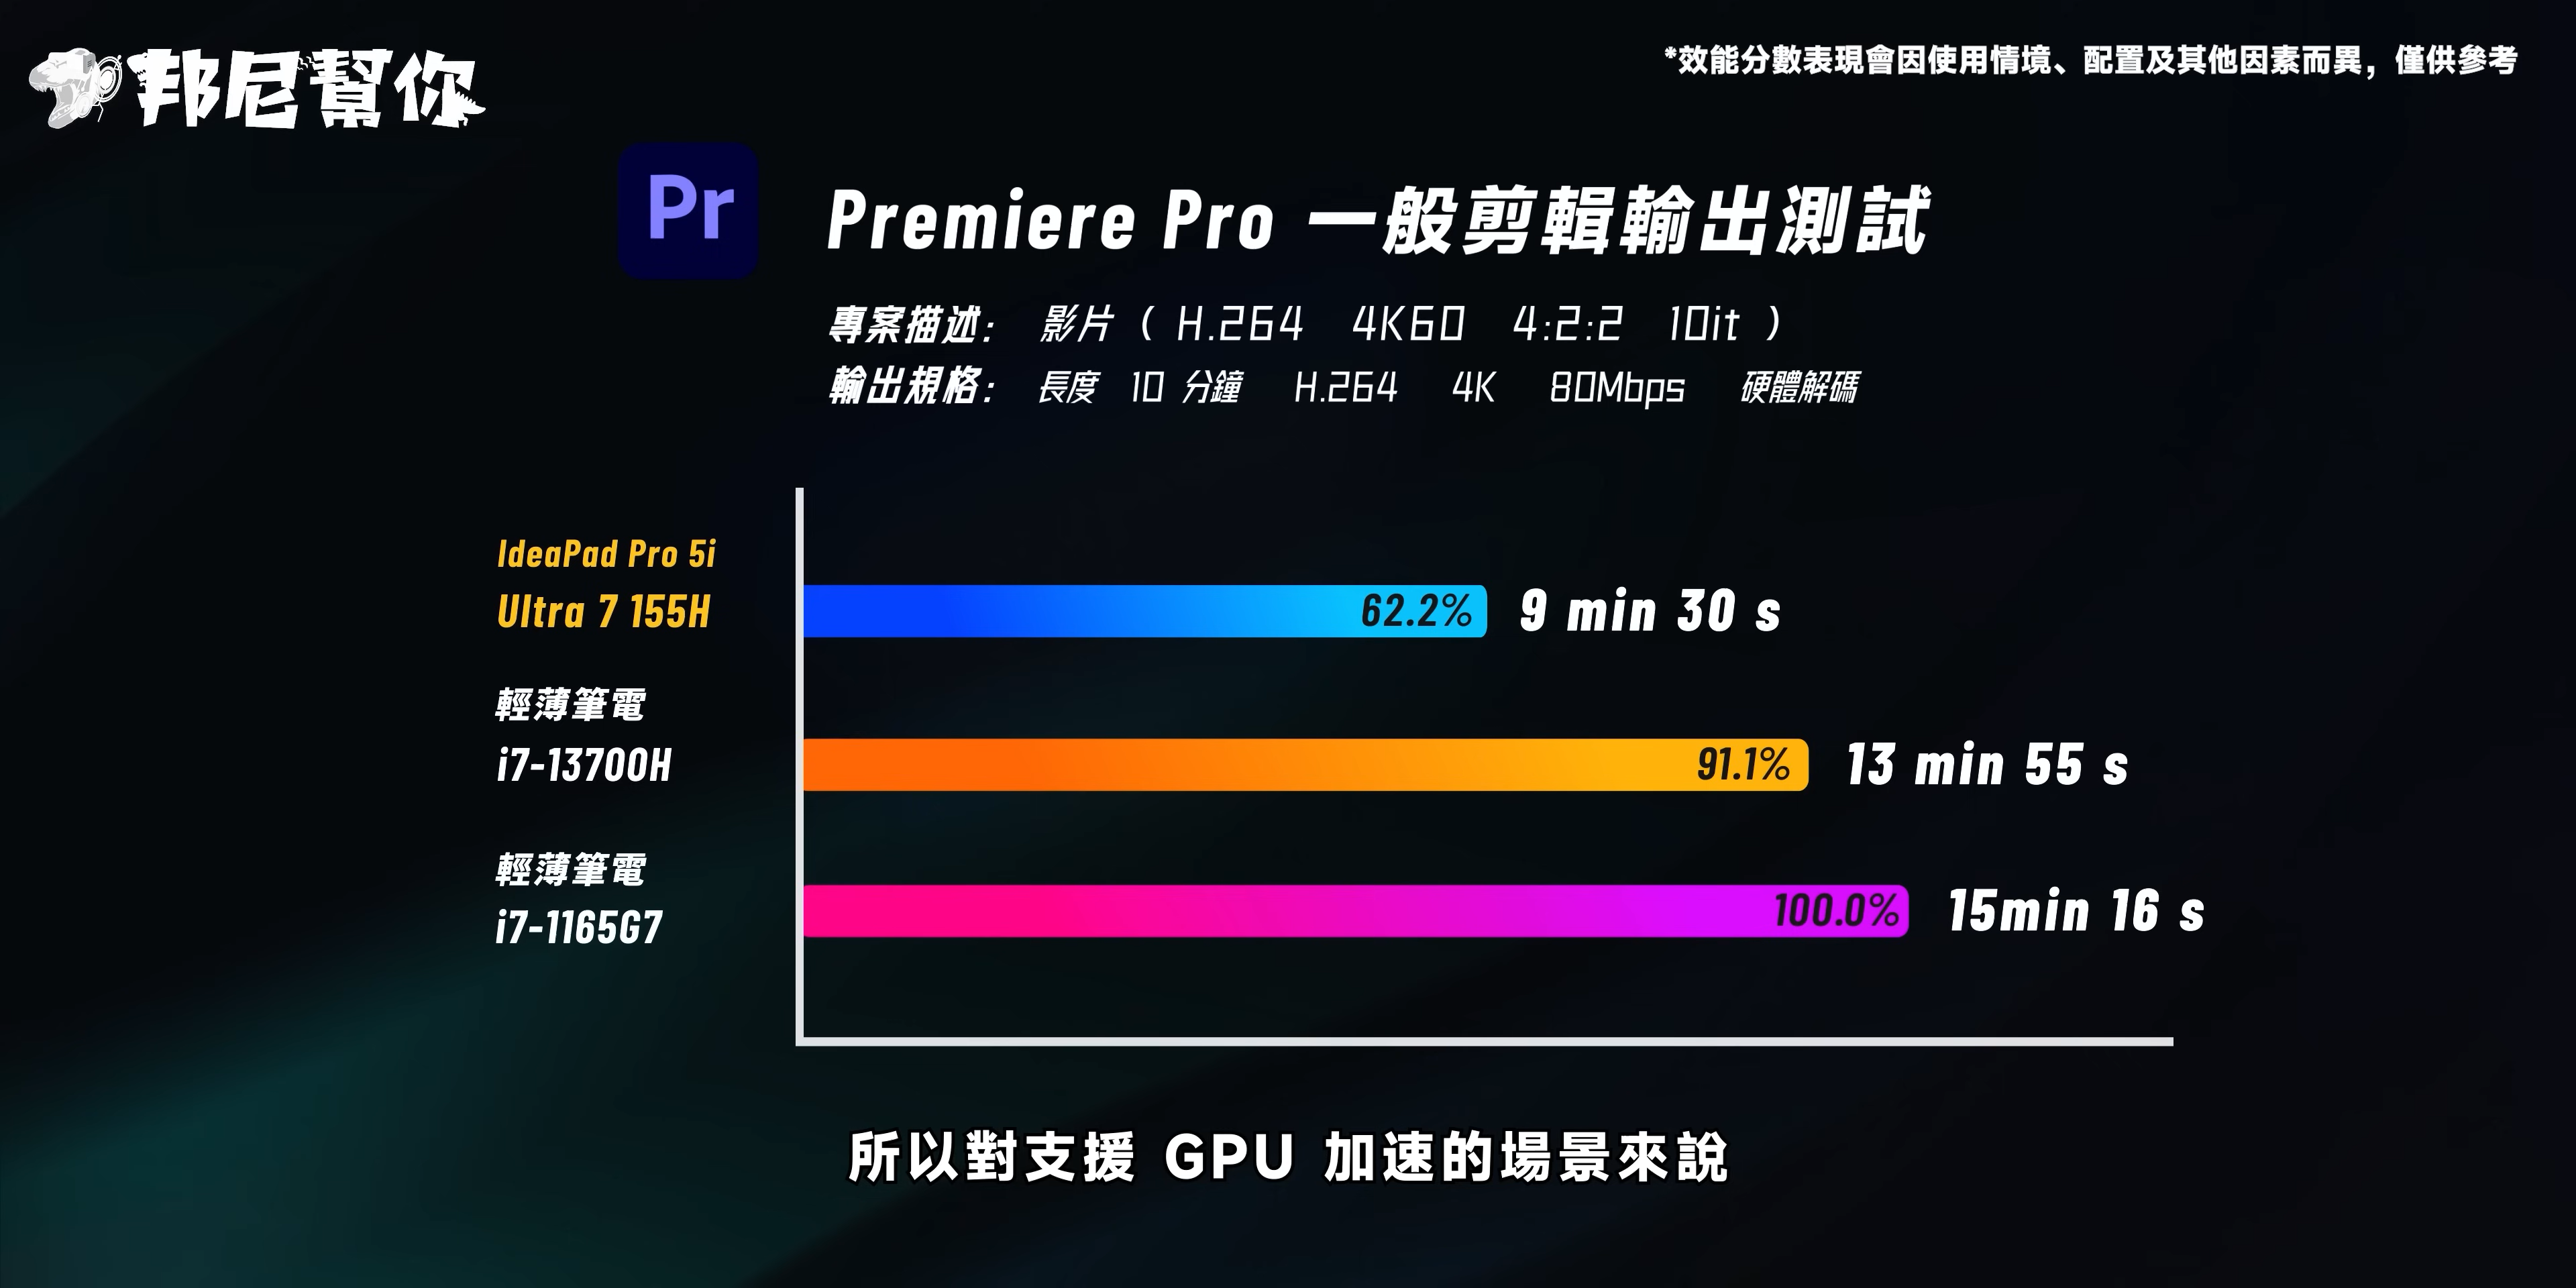 邦尼幫你
*效能分數表現會因使用情境、配置及其他因素而異，僅供參考
Pr
Premiere Pro 一般剪輯輸出測試
專案描述： 影片 ( H.264 4K60 4:2:2 10it )
輸出規格： 長度 10 分鐘 H.264 4K 80Mbps 硬體解碼
IdeaPad Pro 5i
Ultra 7 155H
62.2%
9 min 30 s
輕薄筆電
i7-13700H
91.1%
13 min 55 s
輕薄筆電
i7-1165G7
100.0%
15min 16 s
所以對支援 GPU 加速的場景來說